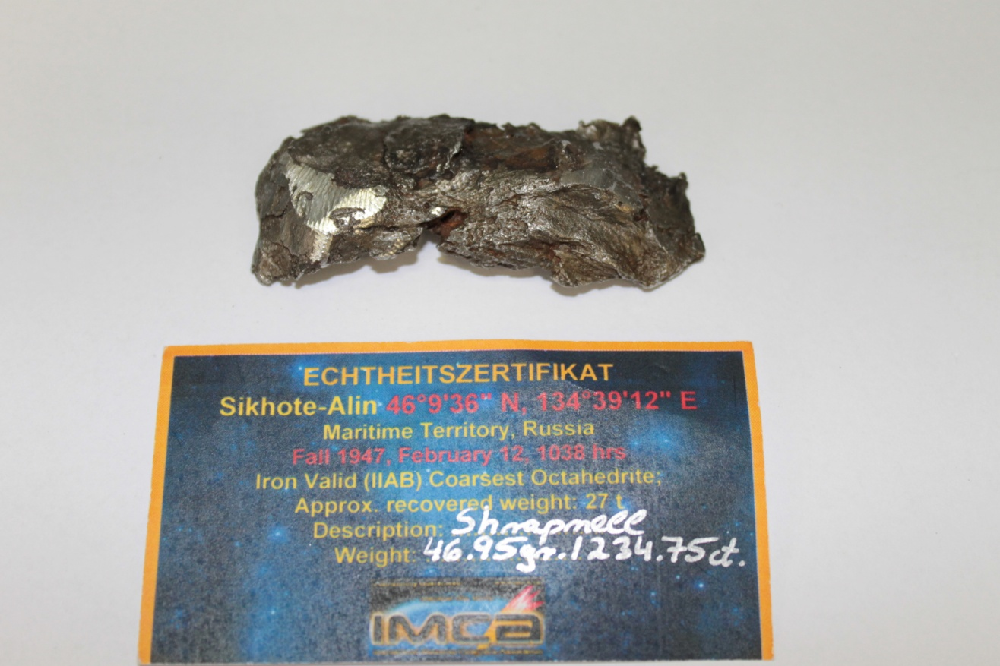 ECHTHEITSZERTIFIKAT
Sikhote-Alin 46°9'36" N, 134°39'12" E
Maritime Territory, Russia
Fall 1947, February 12, 1038 hrs
Iron Valid (IIAB) Coarsest Octahedrite;
Approx. recovered weight: 27 t
Description: Shrapnell
Weight: 46.95gr. 1234.75ct.
IMCA